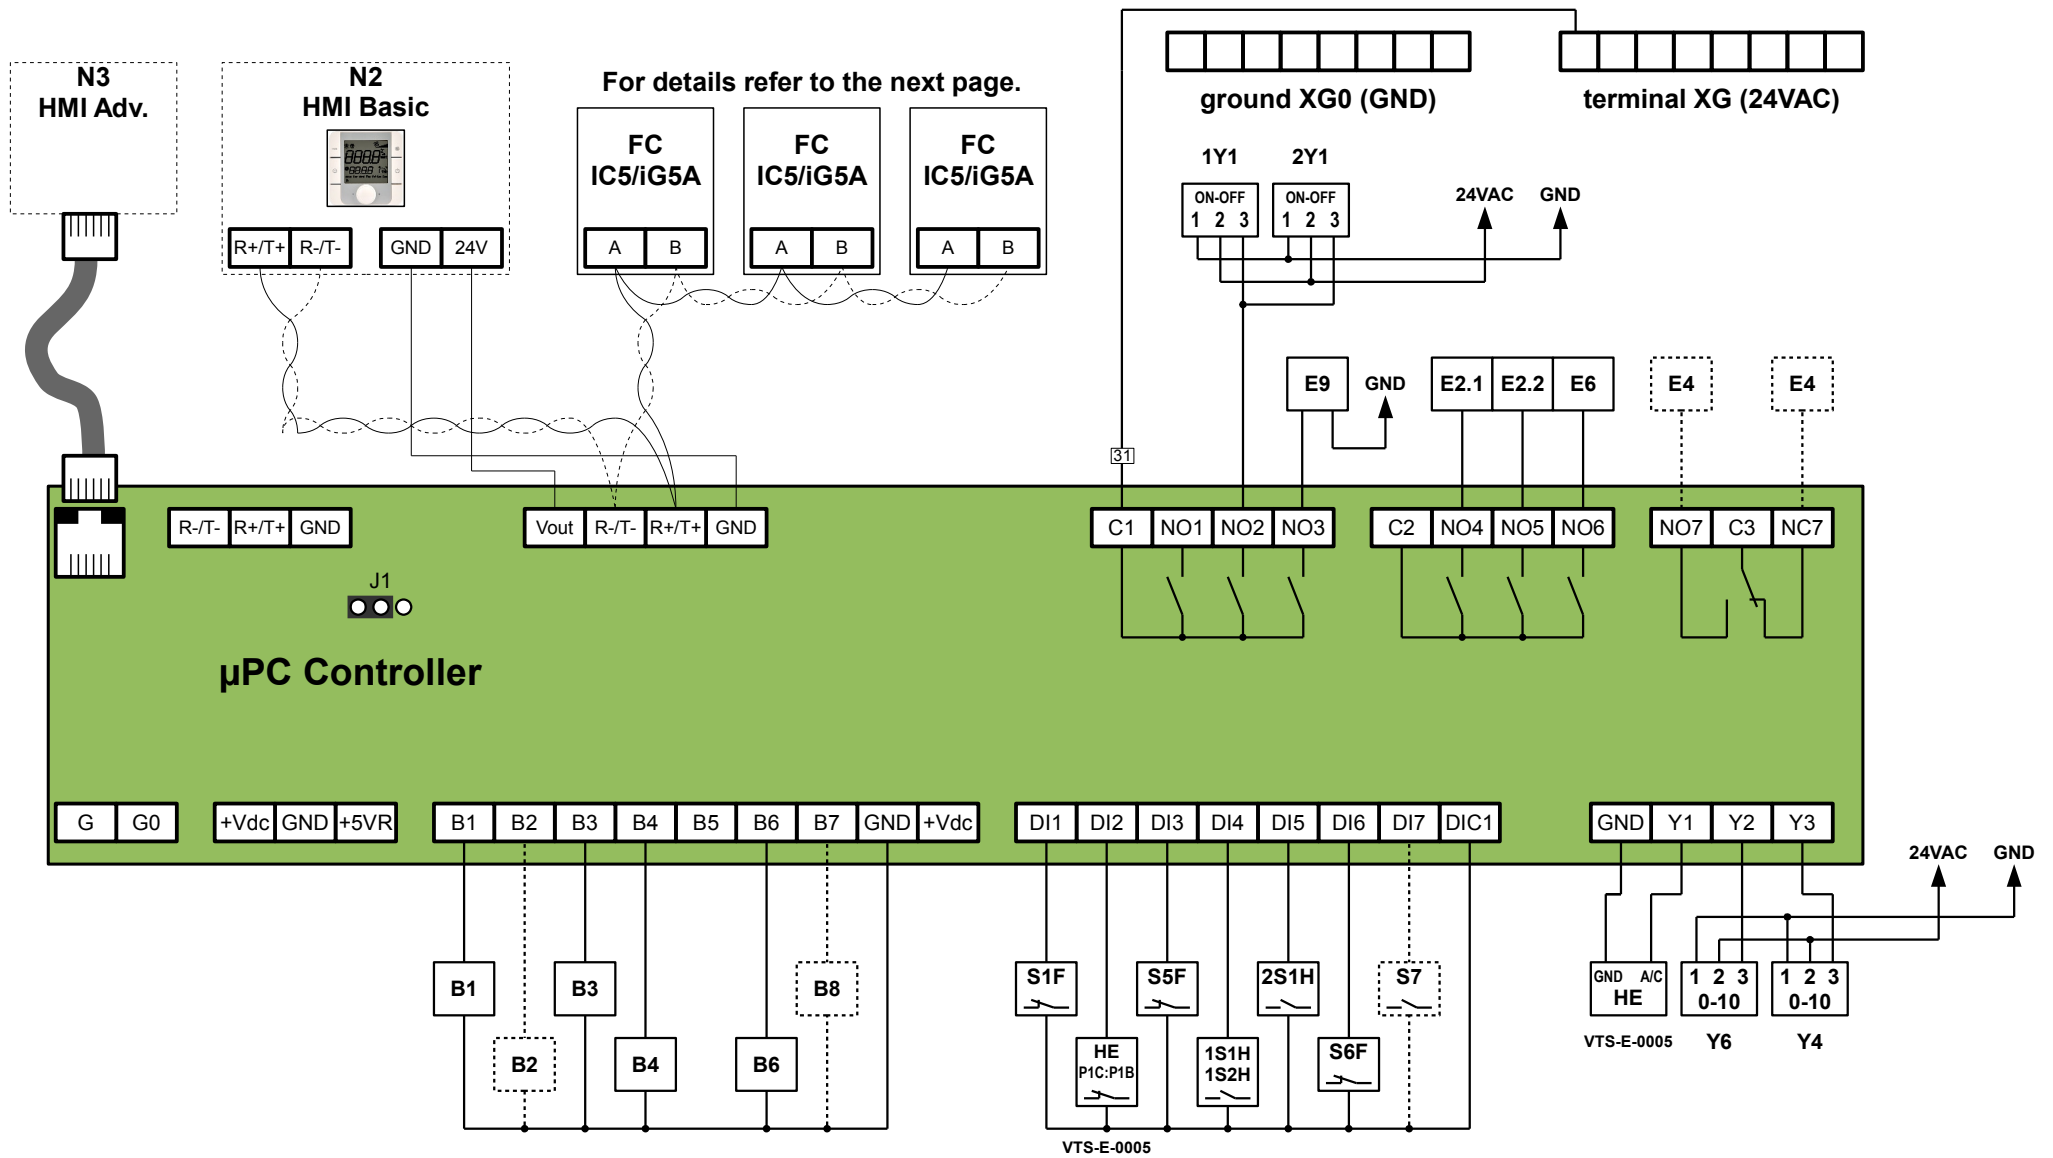 N3
HMI Adv.
N2
HMI Basic
R+/T+ R-/T- GND 24V
For details refer to the next page.
FC
IC5/iG5A
A B
FC
IC5/iG5A
A B
FC
IC5/iG5A
A B
ground XG0 (GND)
terminal XG (24VAC)
1Y1
ON-OFF
1 2 3
2Y1
ON-OFF
1 2 3
24VAC GND
E9 GND
E2.1 E2.2 E6
E4 E4
31
R-/T- R+/T+ GND
Vout R-/T- R+/T+ GND
C1 NO1 NO2 NO3
C2 NO4 NO5 NO6
NO7 C3 NC7
J1
µPC Controller
G G0
+Vdc GND +5VR
B1 B2 B3 B4 B5 B6 B7 GND +Vdc
DI1 DI2 DI3 DI4 DI5 DI6 DI7 DIC1
GND Y1 Y2 Y3
24VAC GND
B1 B3 B8
B2 B4 B6
S1F S5F 2S1H S7
HE
P1C:P1B
1S1H
1S2H
S6F
VTS-E-0005
GND A/C
HE
VTS-E-0005
1 2 3
0-10
Y6
1 2 3
0-10
Y4